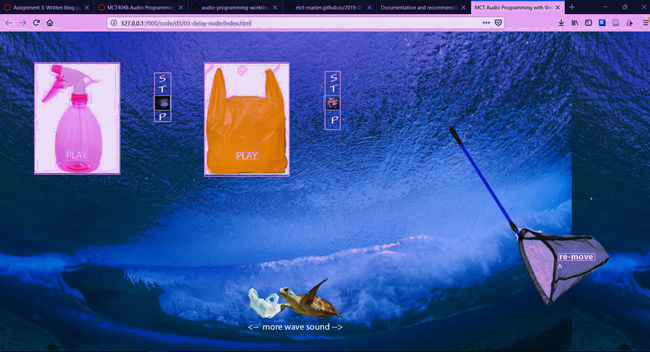 Assignment 3: Written blog p
MCT4048 Audio Programming
audio-programming-worksh
mct-master.github.io/2019-0
Documentation and recommenda
MCT Audio Programming with We
127.0.0.1:7000/code/d3/03-delay-node/index.html
PLAY
S
T
P
PLAY
S
T
P
re-move
<-- more wave sound -->